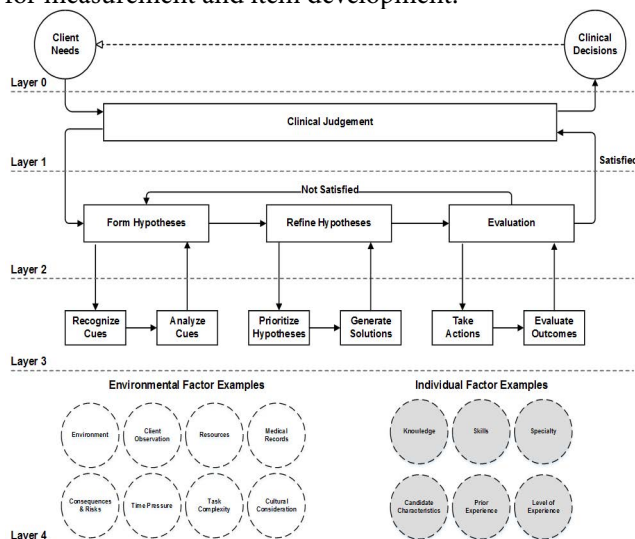 for measurement and item development.
Client
Needs
Clinical
Decisions
Layer 0
Clinical Judgement
Layer 1
Satisfied
Not Satisfied
Form Hypotheses
Refine Hypotheses
Evaluation
Layer 2
Recognize
Cues
Analyze
Cues
Prioritize
Hypotheses
Generate
Solutions
Take
Actions
Evaluate
Outcomes
Layer 3
Environmental Factor Examples
Individual Factor Examples
Environment
Client
Observation
Resources
Medical
Records
Knowledge
Skills
Specialty
Consequences
& Risks
Time Pressure
Task
Complexity
Cultural
Consideration
Candidate
Characteristics
Prior
Experience
Level of
Experience
Layer 4